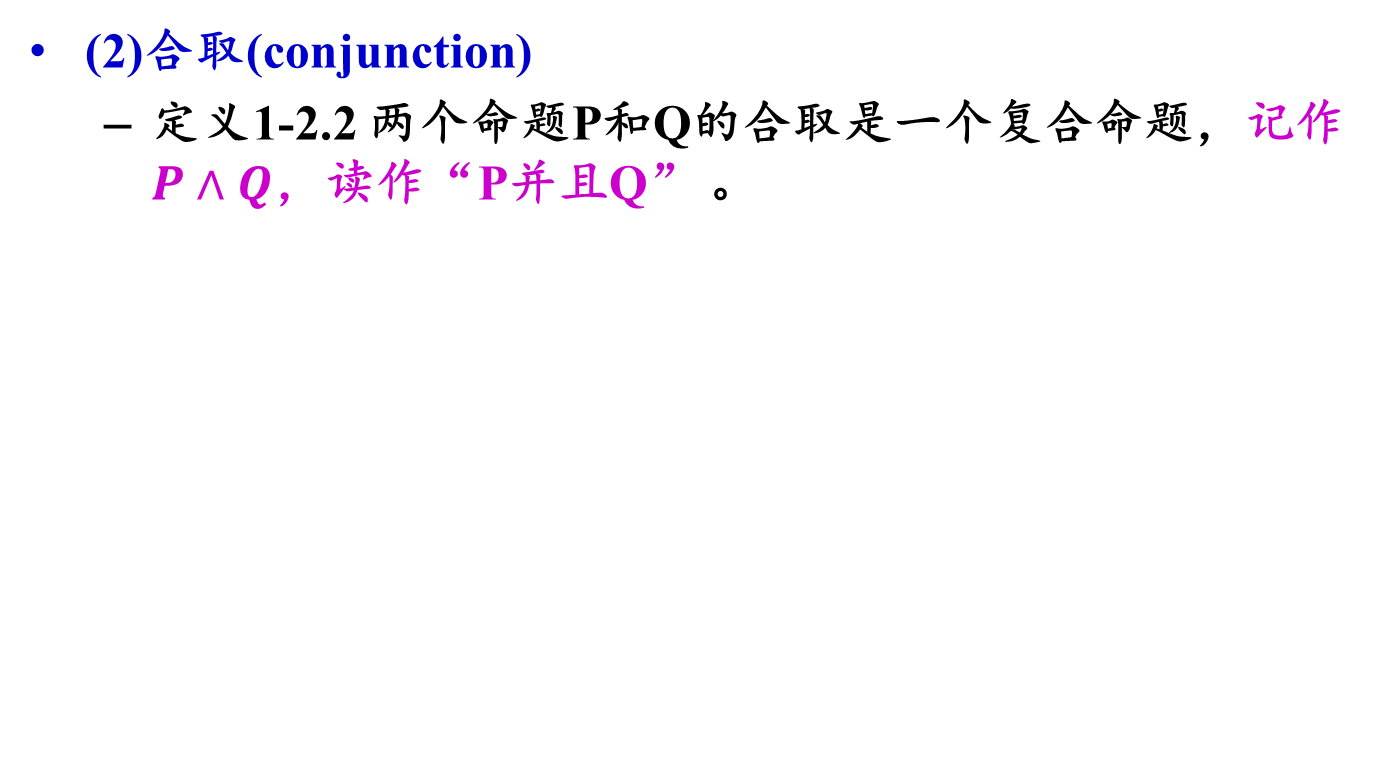 • (2)合取(conjunction)
– 定义1-2.2 两个命题P和Q的合取是一个复合命题，记作
P ∧ Q，读作“P并且Q” 。